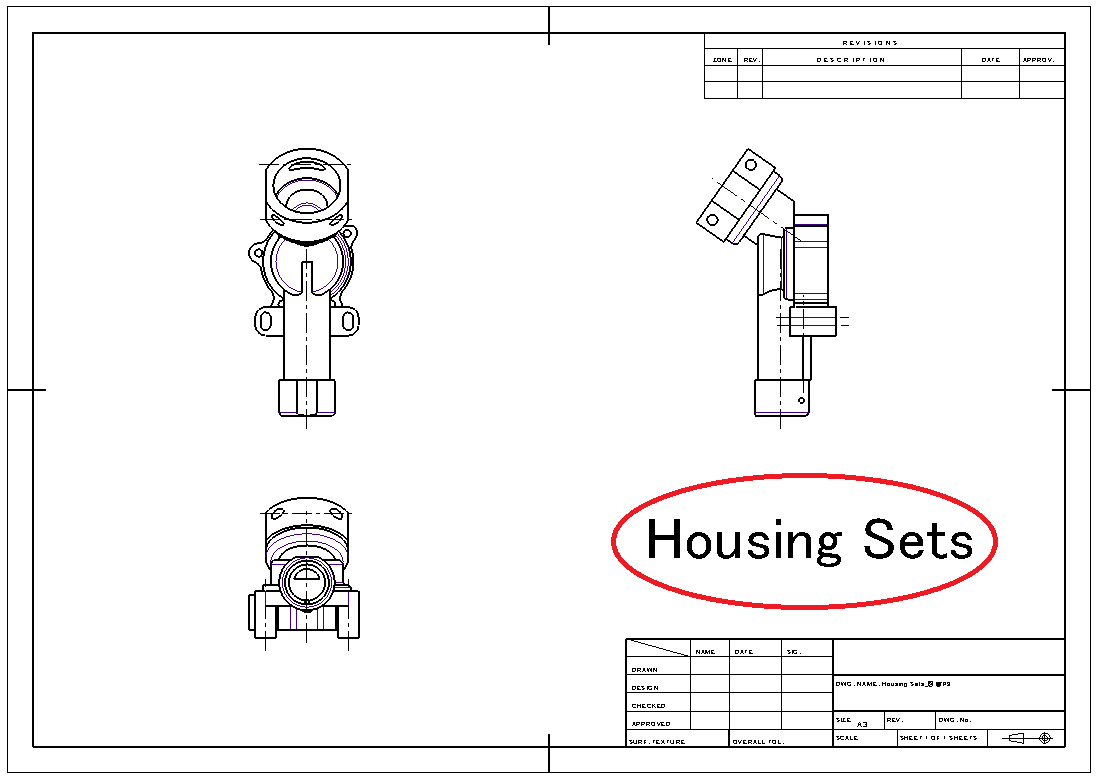 REVISIONS
ZONE REV. DESCRIPTION DATE APPROV.
Housing Sets
NAME DATE SIG.
DRAWN
DESIGN
CHECKED
APPROVED
SURF.TEXTURE OVERALL TOL.
DWG.NAME.Housing Sets_
SIZE A3 REV. DWG.No.
SCALE SHEET 1 OF 1 SHEETS